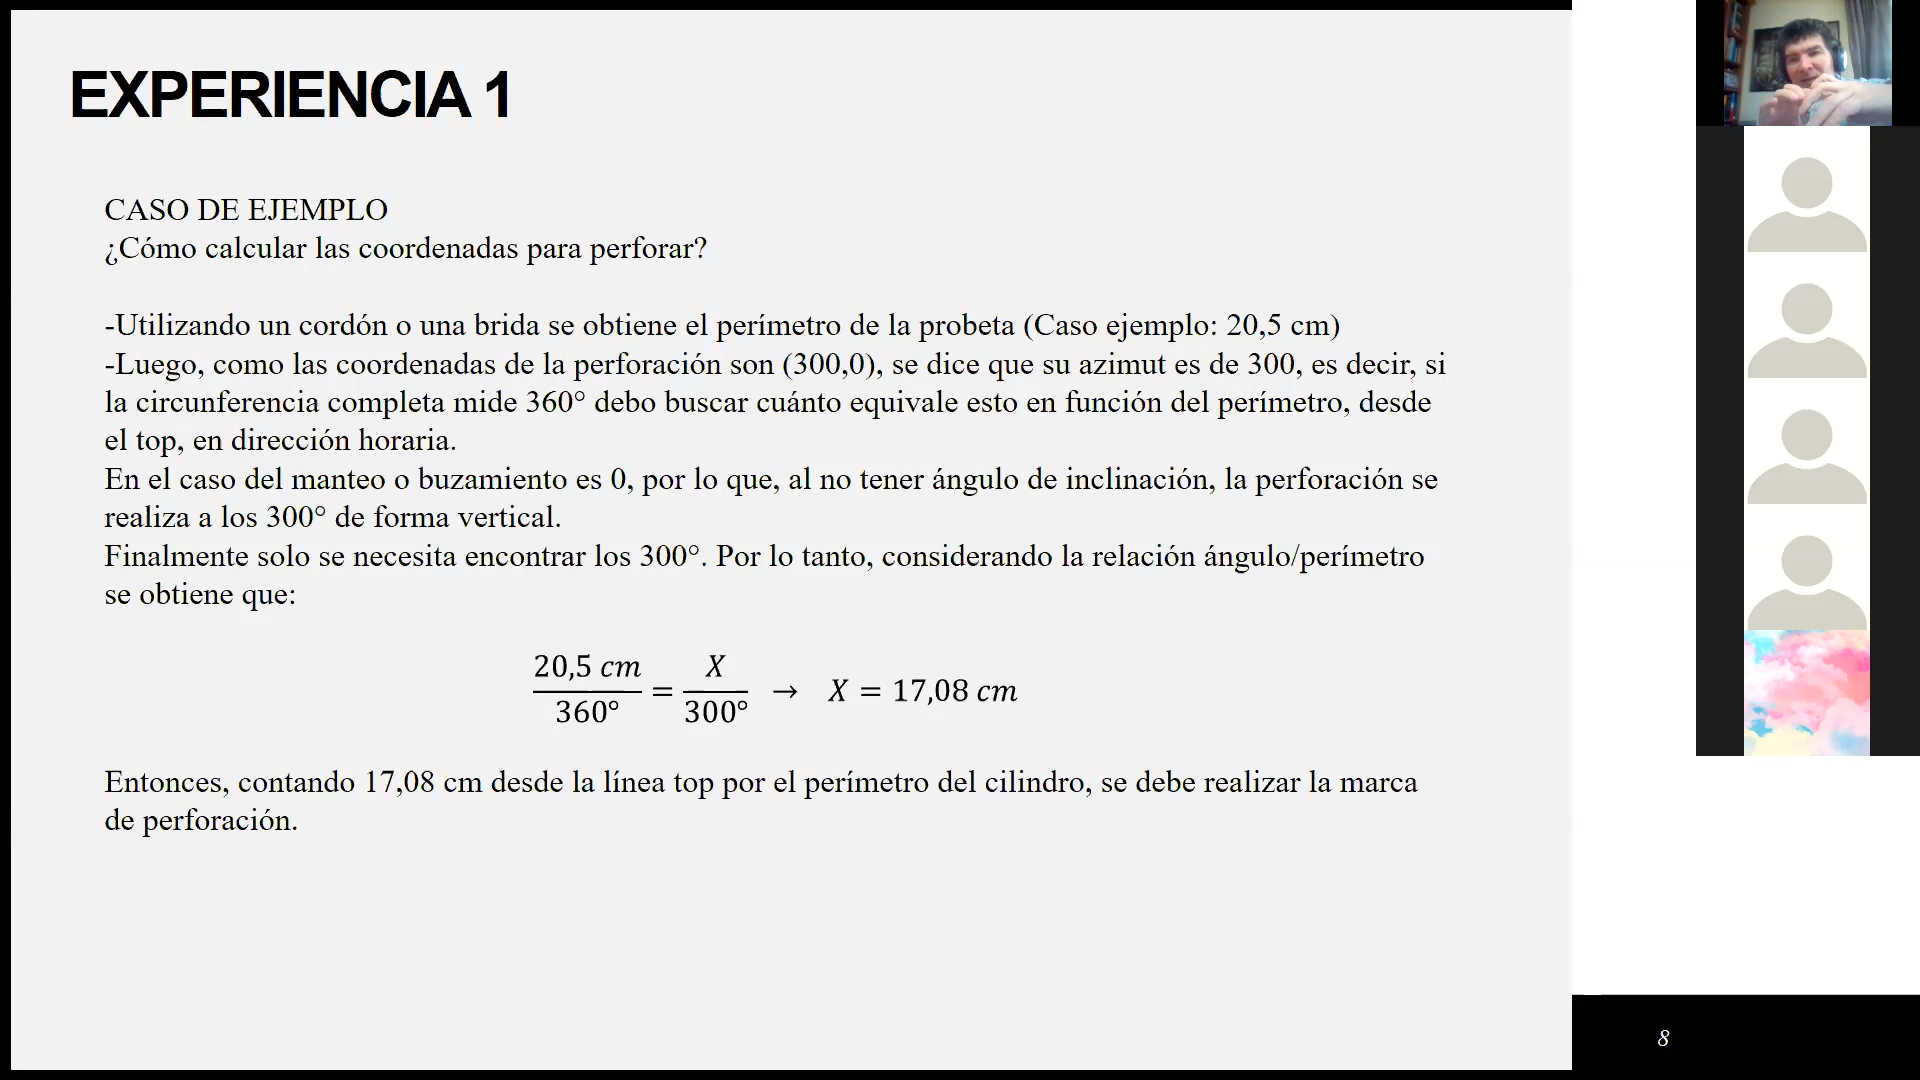 EXPERIENCIA 1
CASO DE EJEMPLO
¿Cómo calcular las coordenadas para perforar?
-Utilizando un cordón o una brida se obtiene el perímetro de la probeta (Caso ejemplo: 20,5 cm)
-Luego, como las coordenadas de la perforación son (300,0), se dice que su azimut es de 300, es decir, si
la circunferencia completa mide 360° debo buscar cuánto equivale esto en función del perímetro, desde
el top, en dirección horaria.
En el caso del manteo o buzamiento es 0, por lo que, al no tener ángulo de inclinación, la perforación se
realiza a los 300° de forma vertical.
Finalmente solo se necesita encontrar los 300°. Por lo tanto, considerando la relación ángulo/perímetro
se obtiene que:
20,5 cm / 360° = X / 300° → X = 17,08 cm
Entonces, contando 17,08 cm desde la línea top por el perímetro del cilindro, se debe realizar la marca
de perforación.
8